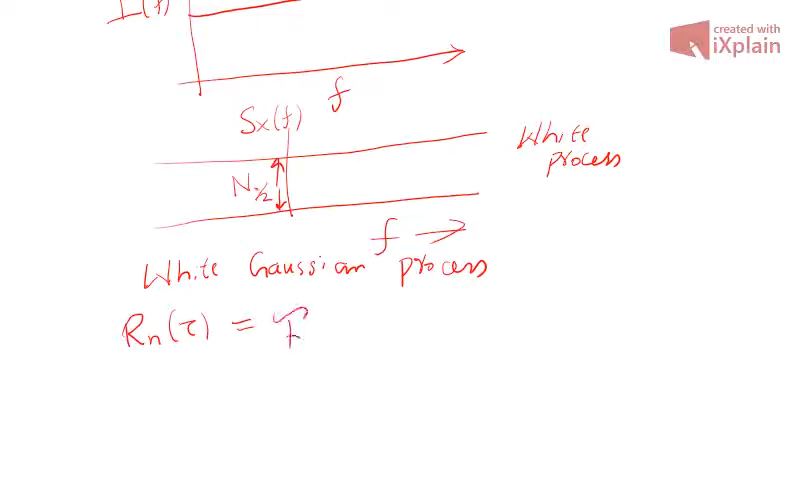 created with
iXplain
f
Sx(f)
White
process
N./2
f
White Gaussian process
Rn(τ) = F